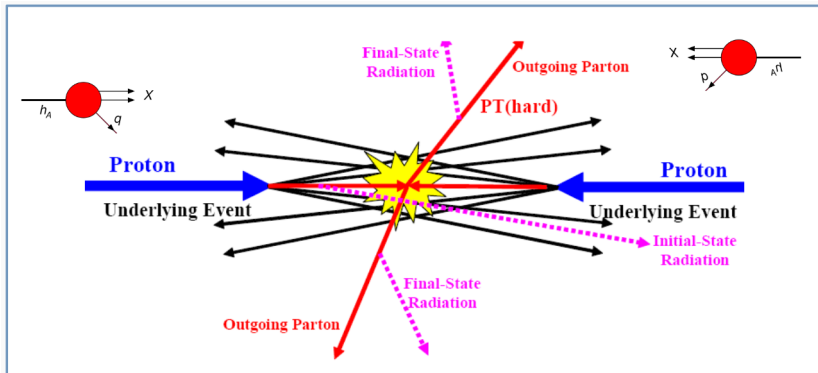 Final-State
Radiation
Outgoing Parton
X
h_A
q
X
p
h_A
PT(hard)
Proton
Proton
Underlying Event
Underlying Event
Initial-State
Radiation
Final-State
Radiation
Outgoing Parton